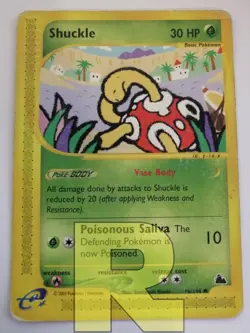 Shuckle
30 HP
Basic Pokémon
Poké-BODY
Vase Body
All damage done by attacks to Shuckle is
reduced by 20 (after applying Weakness and
Resistance).
Poisonous Saliva The
Defending Pokémon is
now Poisoned.
10
weakness
resistance
retreat cost
R
e